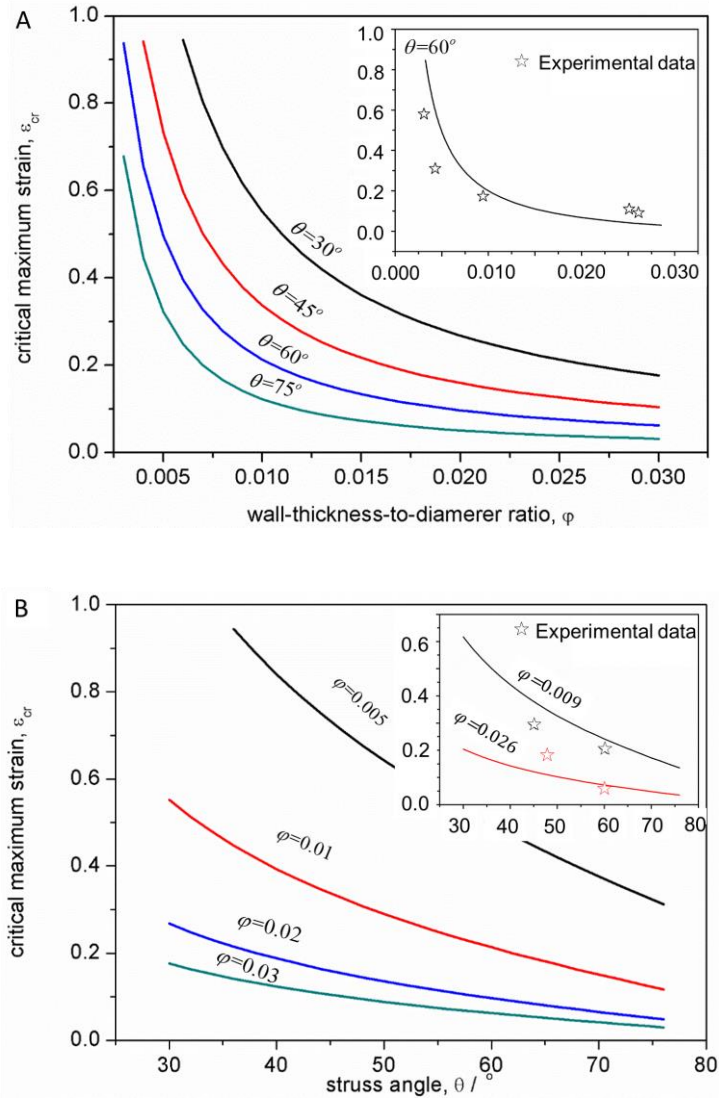 A
critical maximum strain, εcr
1.0
0.8
0.6
0.4
0.2
0.0
0.005 0.010 0.015 0.020 0.025 0.030
wall-thickness-to-diamerer ratio, φ
θ=30°
θ=45°
θ=60°
θ=75°
1.0
0.8
0.6
0.4
0.2
0.0
0.000 0.010 0.020 0.030
θ=60°
Experimental data
B
critical maximum strain, εcr
1.0
0.8
0.6
0.4
0.2
0.0
30 40 50 60 70 80
struss angle, θ / °
φ=0.005
φ=0.01
φ=0.02
φ=0.03
0.6
0.4
0.2
0.0
30 40 50 60 70 80
Experimental data
φ=0.009
φ=0.026